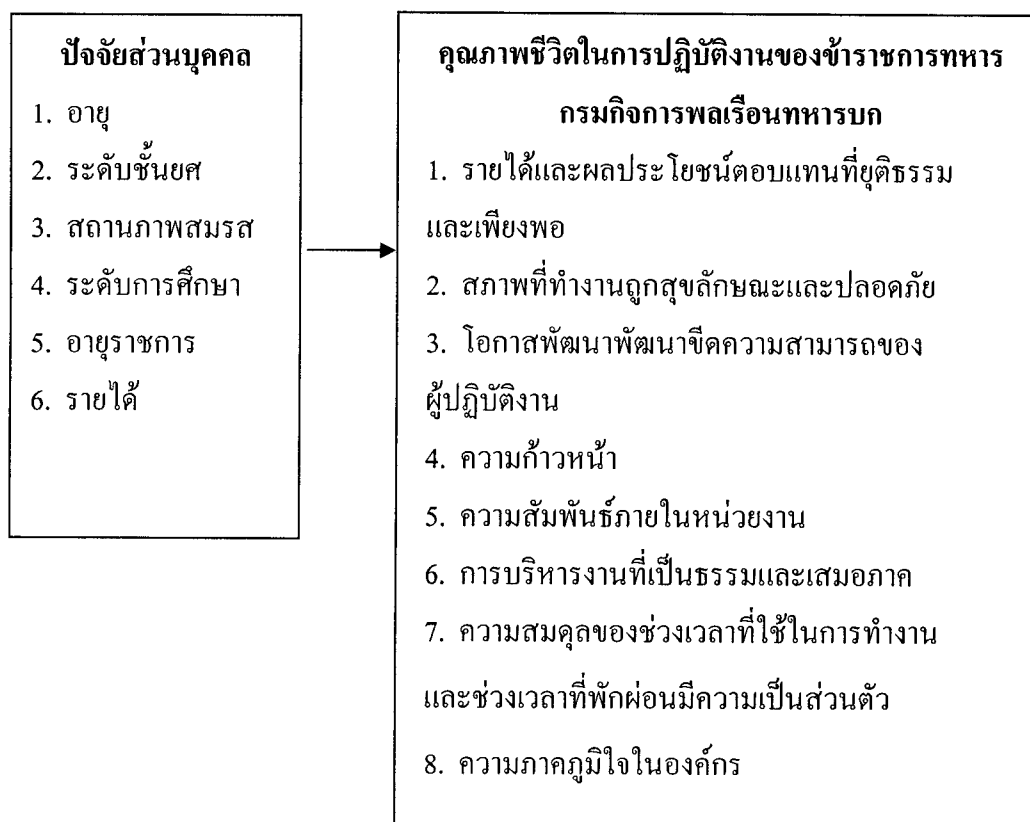 ปัจจัยส่วนบุคคล
1. อายุ
2. ระดับชั้นยศ
3. สถานภาพสมรส
4. ระดับการศึกษา
5. อายุราชการ
6. รายได้
คุณภาพชีวิตในการปฏิบัติงานของข้าราชการทหาร
กรมกิจการพลเรือนทหารบก
1. รายได้และผลประโยชน์ตอบแทนที่ยุติธรรม
และเพียงพอ
2. สภาพที่ทำงานถูกสุขลักษณะและปลอดภัย
3. โอกาสพัฒนาพัฒนาขีดความสามารถของ
ผู้ปฏิบัติงาน
4. ความก้าวหน้า
5. ความสัมพันธ์ภายในหน่วยงาน
6. การบริหารงานที่เป็นธรรมและเสมอภาค
7. ความสมดุลของช่วงเวลาที่ใช้ในการทำงาน
และช่วงเวลาที่พักผ่อนมีความเป็นส่วนตัว
8. ความภาคภูมิใจในองค์กร